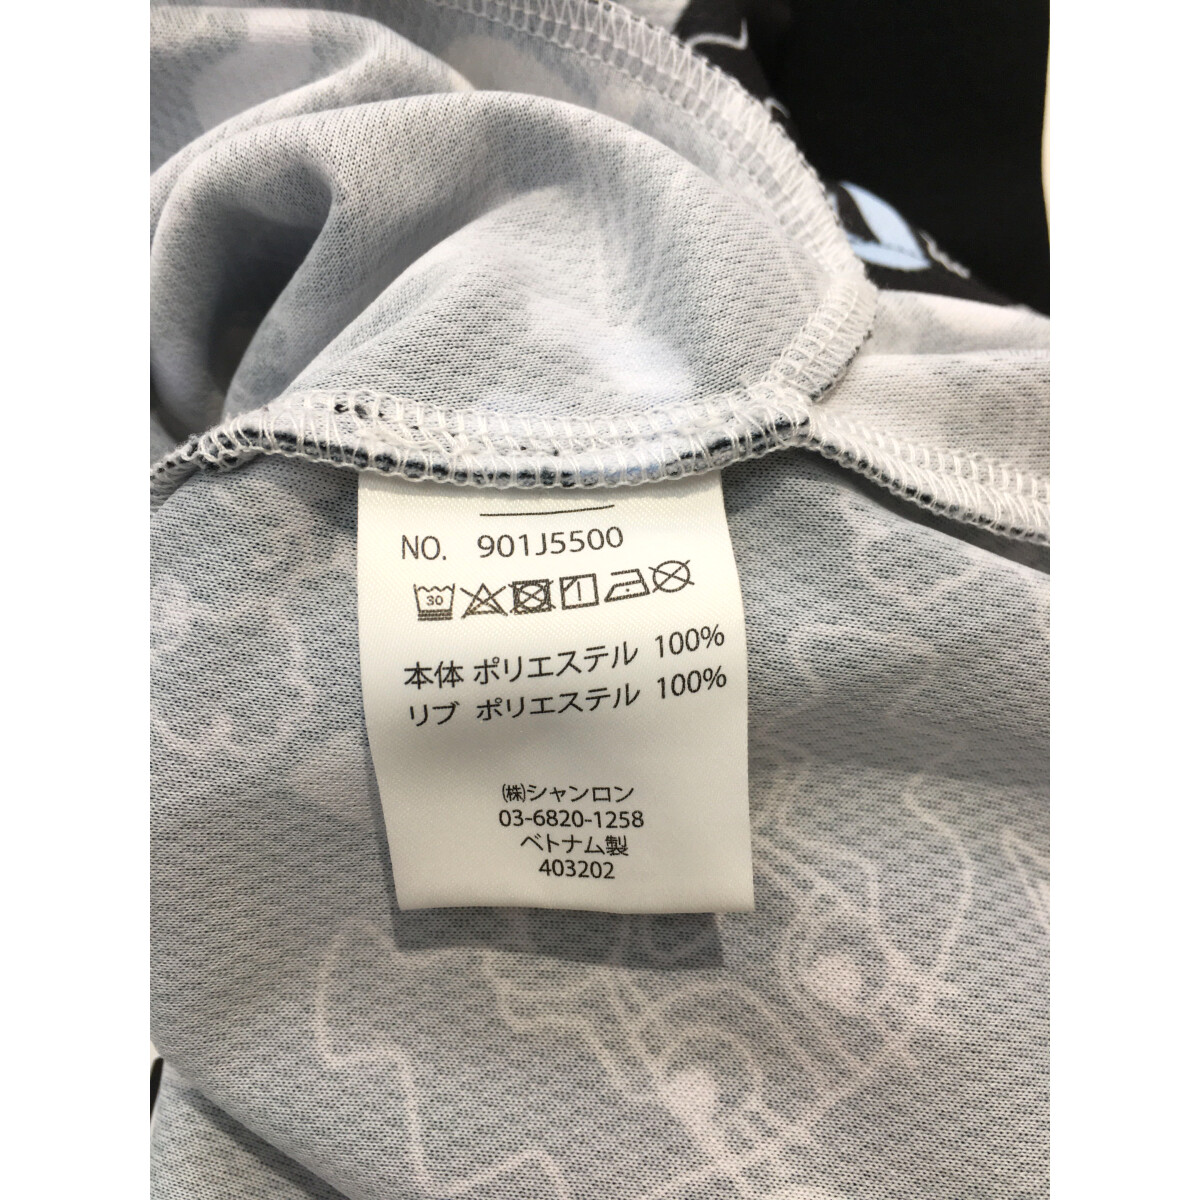 NO. 901J5500
30
本体 ポリエステル 100%
リブ ポリエステル 100%
㈱シャンロン
03-6820-1258
ベトナム製
403202